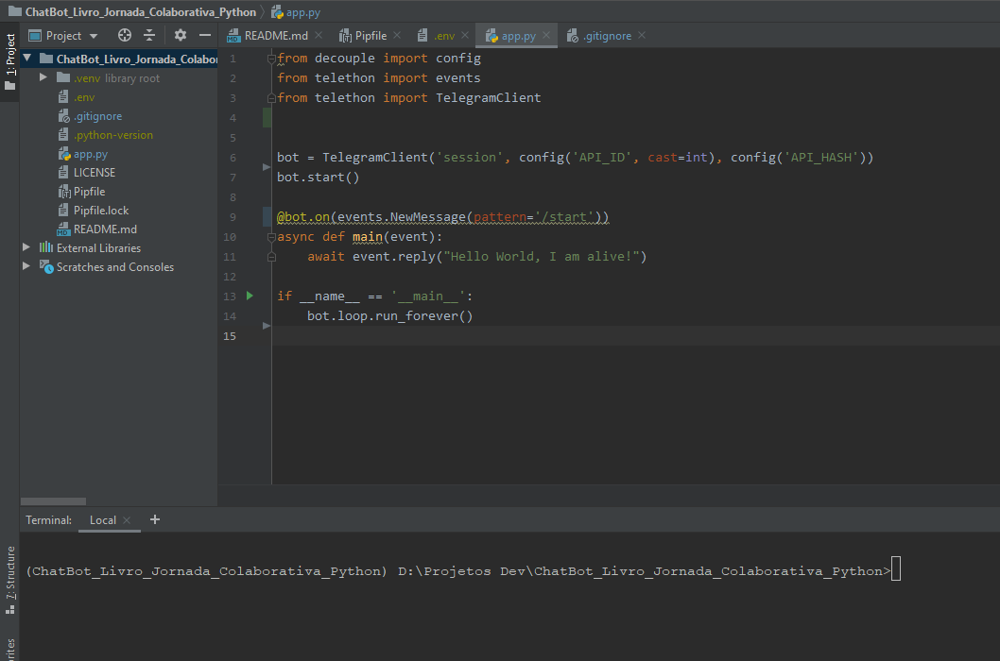 ChatBot_Livro_Jornada_Colaborativa_Python
app.py
Project
README.md
Pipfile
.env
app.py
.gitignore
1: Project
ChatBot_Livro_Jornada_Colabor
.venv library root
.env
.gitignore
.python-version
app.py
LICENSE
Pipfile
Pipfile.lock
README.md
External Libraries
Scratches and Consoles
1 from decouple import config
2 from telethon import events
3 from telethon import TelegramClient
4
5
6 bot = TelegramClient('session', config('API_ID', cast=int), config('API_HASH'))
7 bot.start()
8
9 @bot.on(events.NewMessage(pattern='/start'))
10 async def main(event):
11     await event.reply("Hello World, I am alive!")
12
13 if __name__ == '__main__':
14     bot.loop.run_forever()
15
Terminal: Local +
(ChatBot_Livro_Jornada_Colaborativa_Python) D:\Projetos Dev\ChatBot_Livro_Jornada_Colaborativa_Python>
7: Structure
rites